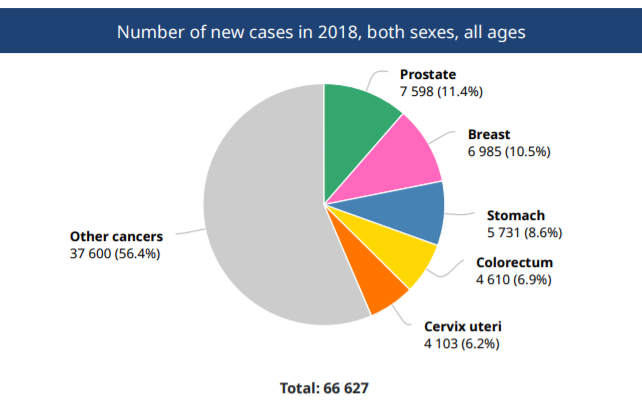 Number of new cases in 2018, both sexes, all ages
Prostate
7 598 (11.4%)
Breast
6 985 (10.5%)
Stomach
5 731 (8.6%)
Colorectum
4 610 (6.9%)
Cervix uteri
4 103 (6.2%)
Other cancers
37 600 (56.4%)
Total: 66 627